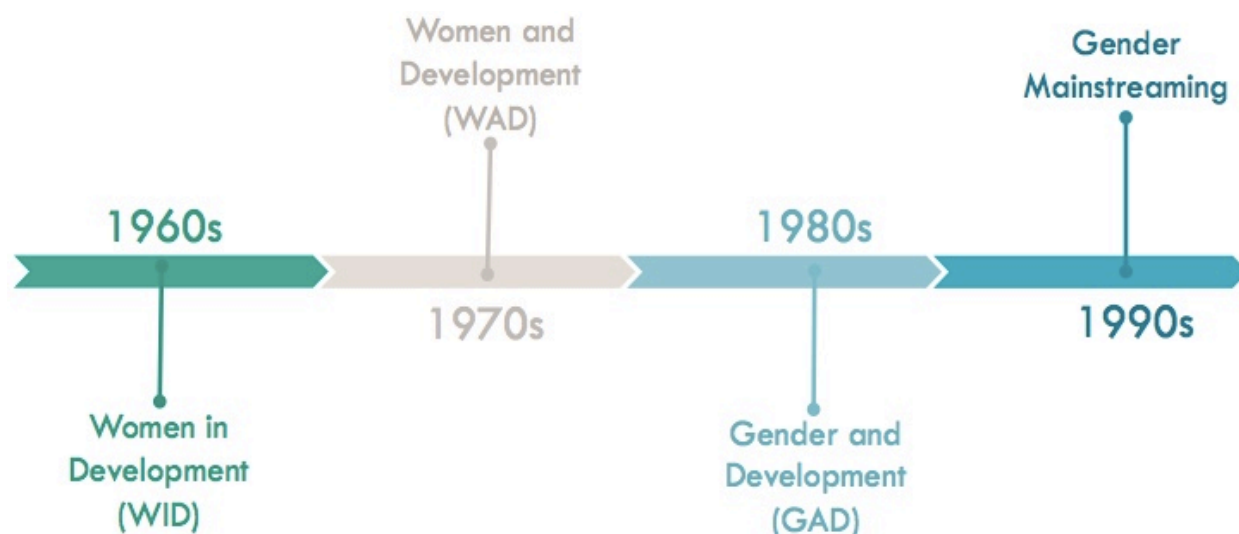 1960s
Women in
Development
(WID)
Women and
Development
(WAD)
1970s
1980s
Gender and
Development
(GAD)
Gender
Mainstreaming
1990s